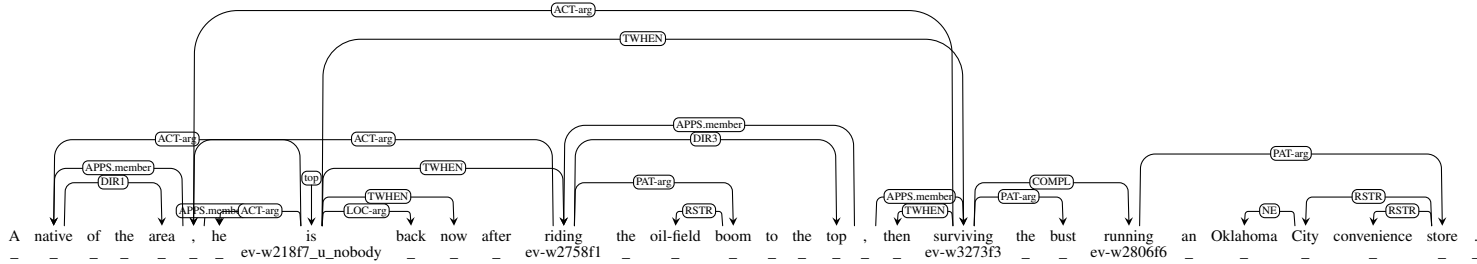 ACT-arg
TWHEN
APPS.member
ACT-arg ACT-arg DIR3
PAT-arg
APPS.member TWHEN
top
DIR1 PAT-arg COMPL
TWHEN APPS.member PAT-arg RSTR
ACT-arg LOC-arg RSTR TWHEN NE RSTR
A native of the area , he is back now after riding the oil-field boom to the top , then surviving the bust running an Oklahoma City convenience store .
_ _ _ _ _ _ _ ev-w218f7_u_nobody _ _ _ ev-w2758f1 _ _ _ _ _ _ _ _ ev-w3273f3 _ _ ev-w2806f6 _ _ _ _ _ _